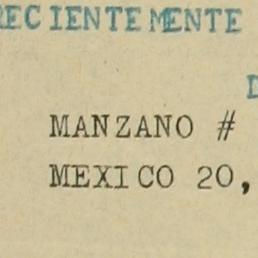 RECIENTEMENTE
D
MANZANO #
MEXICO 20,